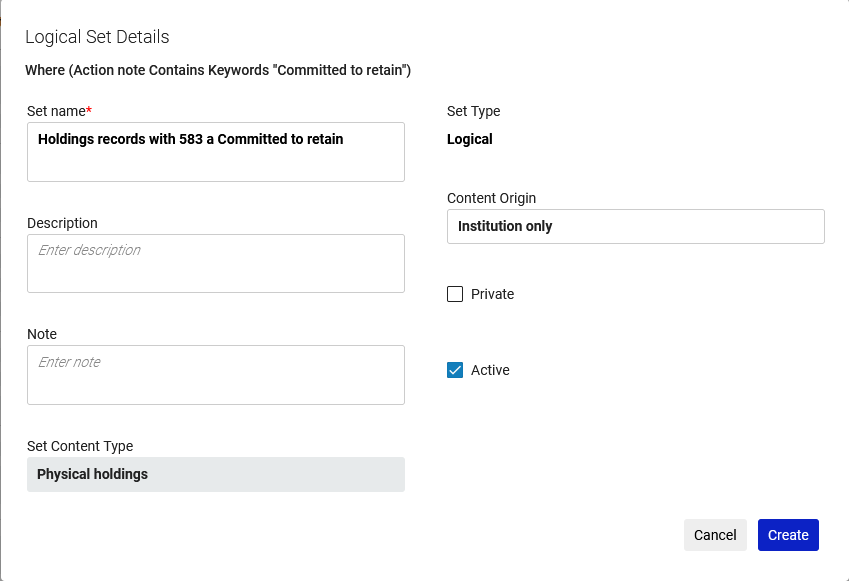 Logical Set Details
Where (Action note Contains Keywords "Committed to retain")
Set name*
Holdings records with 583 a Committed to retain
Description
Enter description
Note
Enter note
Set Content Type
Physical holdings
Set Type
Logical
Content Origin
Institution only
Private
Active
Cancel
Create